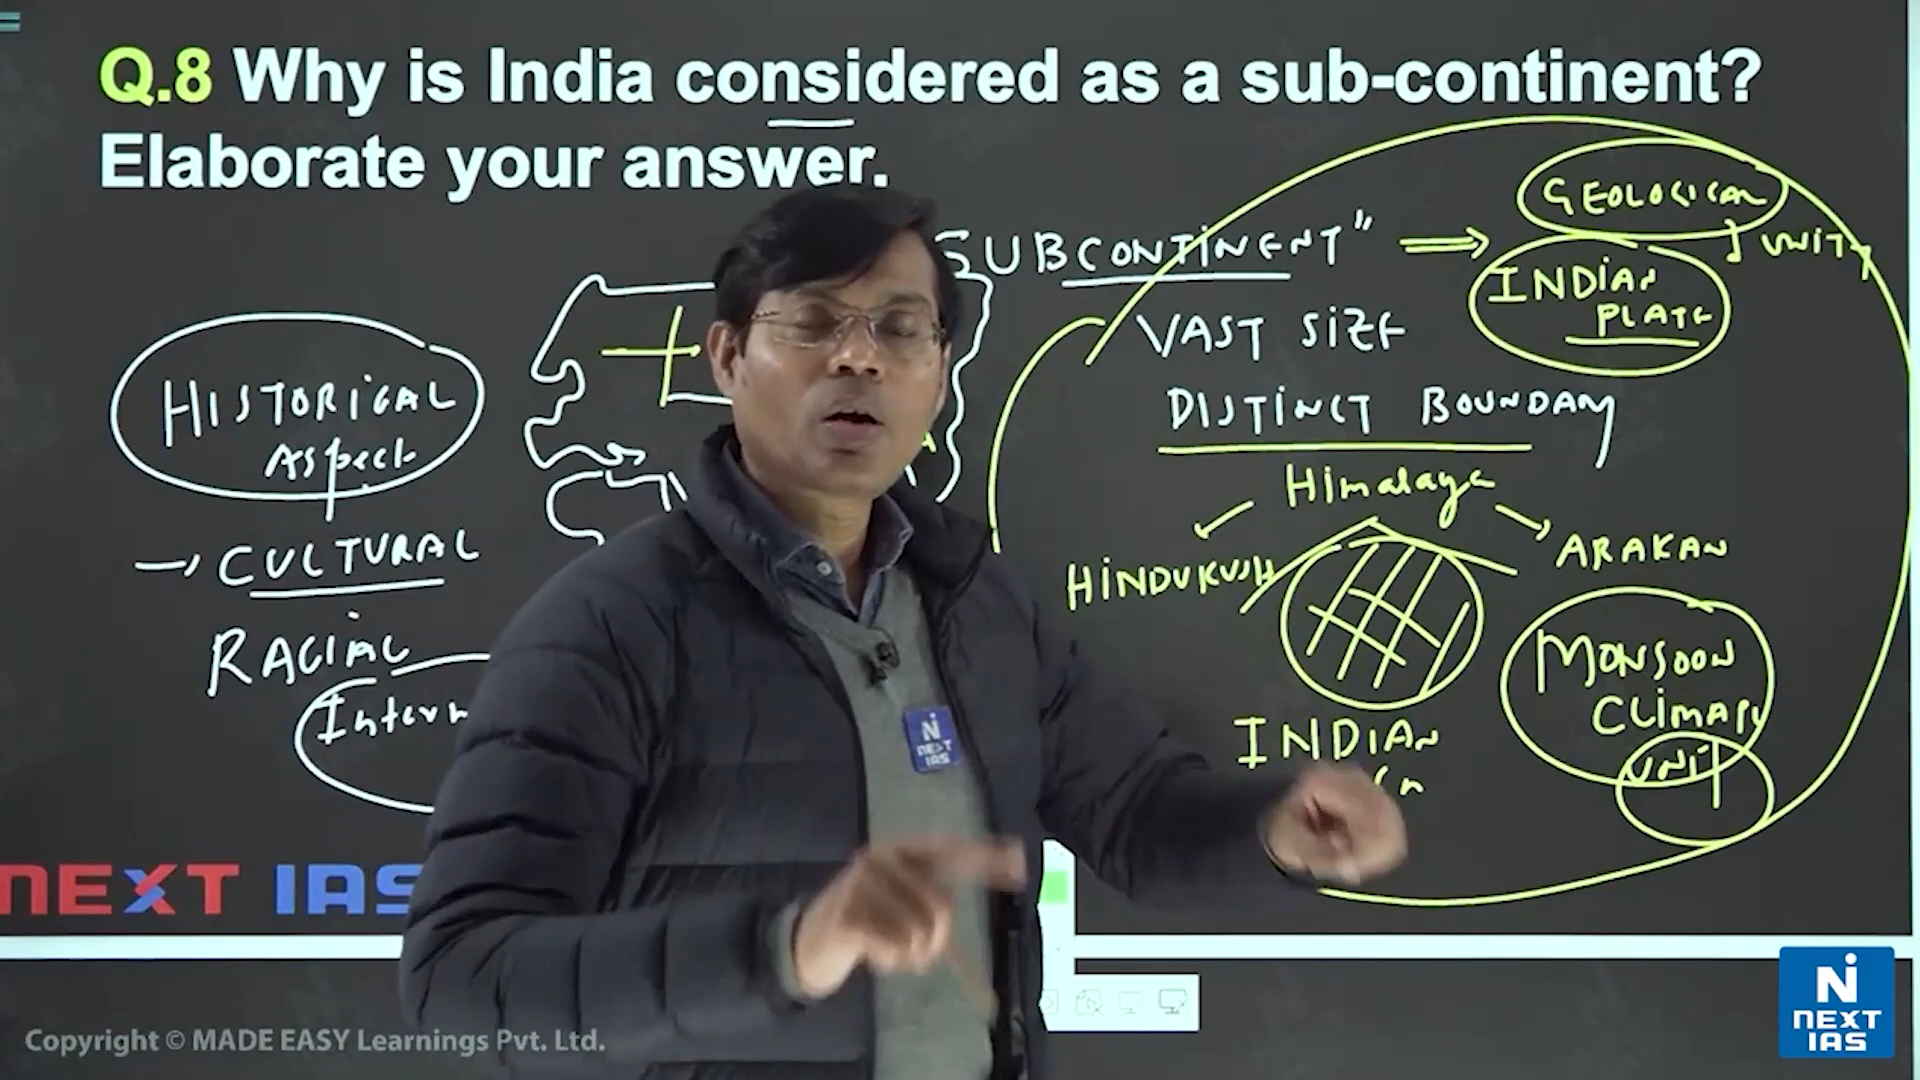 Q.8 Why is India considered as a sub-continent?
Elaborate your answer.
SUBCONTINENT"
GEOLOGICAL
UNITY
INDIAN
PLATE
VAST SIZE
DISTINCT BOUNDARY
Himalaya
HINDUKUSH
ARAKAN
MONSOON
CLIMATE
UNIT
INDIAN
HISTORICAL
Aspect
CULTURAL
RACIAL
NEXT IAS
NEXT
IAS
Copyright © MADE EASY Learnings Pvt. Ltd.
NEXT
IAS